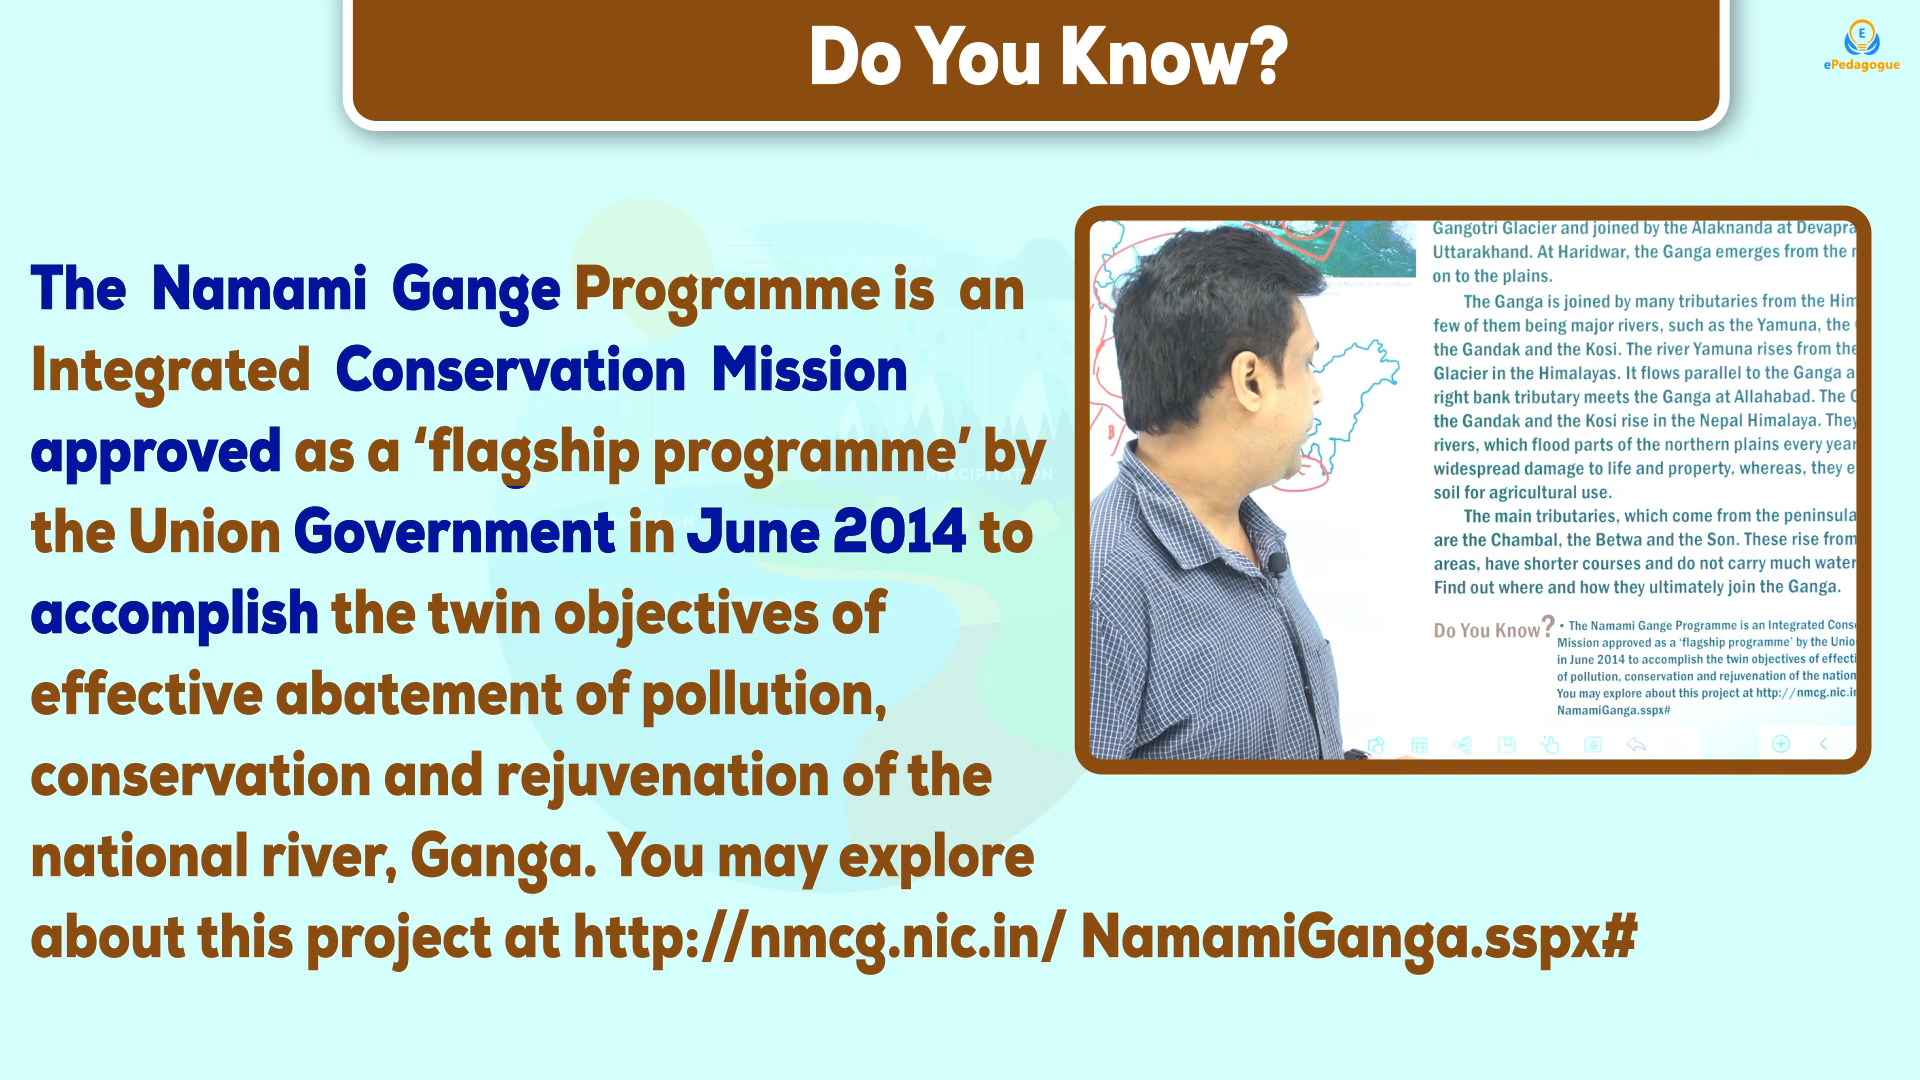 Do You Know?
E
ePedagogue
The Namami Gange Programme is an
Integrated Conservation Mission
approved as a ‘flagship programme’ by
the Union Government in June 2014 to
accomplish the twin objectives of
effective abatement of pollution,
conservation and rejuvenation of the
national river, Ganga. You may explore
about this project at http://nmcg.nic.in/ NamamiGanga.sspx#
Gangotri Glacier and joined by the Alaknanda at
Uttarakhand. At Haridwar, the Ganga emerges from the
on to the plains.
The Ganga is joined by many tributaries from the
few of them being major rivers, such as the Yamuna, the
the Gandak and the Kosi. The river Yamuna rises from the
Glacier in the Himalayas. It flows parallel to the Ganga
right bank tributary meets the Ganga at Allahabad. The
the Gandak and the Kosi rise in the Nepal Himalaya. They
rivers, which flood parts of the northern plains every
widespread damage to life and property, whereas, they
soil for agricultural use.
The main tributaries, which come from the
are the Chambal, the Betwa and the Son. These rise from
areas, have shorter courses and do not carry much water
Find out where and how they ultimately join the Ganga.
Do You Know?
• The Namami Gange Programme is an Integrated
Mission approved as a ‘flagship programme’ by the
in June 2014 to accomplish the twin objectives of
of pollution, conservation and rejuvenation of the
You may explore about this project at http://nmcg.nic.in
NamamiGanga.sspx#
B
PRECIPITATION